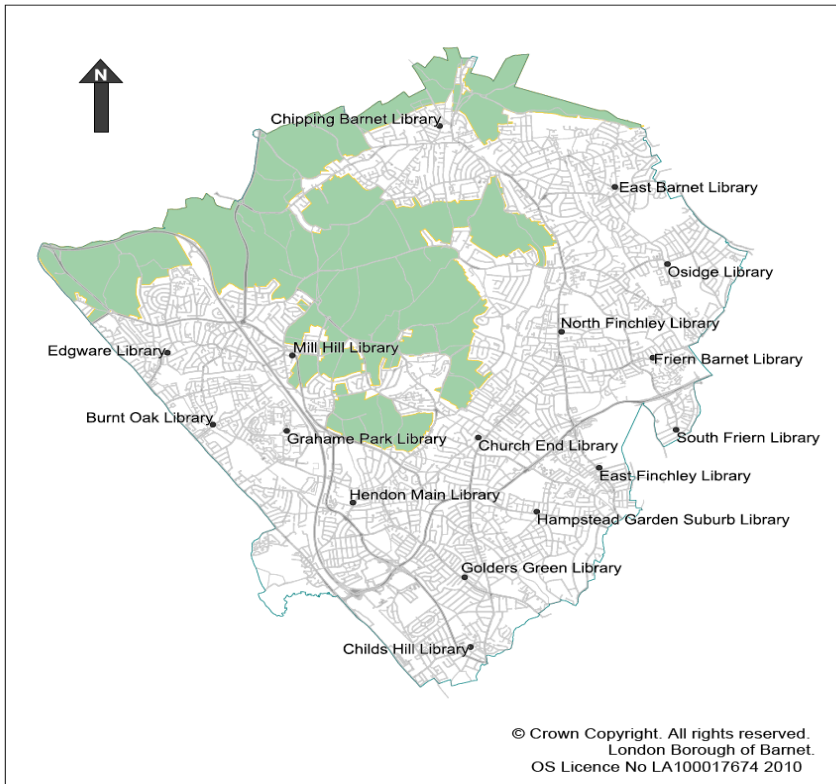 N
Chipping Barnet Library
East Barnet Library
Osidge Library
North Finchley Library
Edgware Library
Mill Hill Library
Friern Barnet Library
Burnt Oak Library
Grahame Park Library
Church End Library
South Friern Library
East Finchley Library
Hendon Main Library
Hampstead Garden Suburb Library
Golders Green Library
Childs Hill Library
© Crown Copyright. All rights reserved.
London Borough of Barnet.
OS Licence No LA100017674 2010